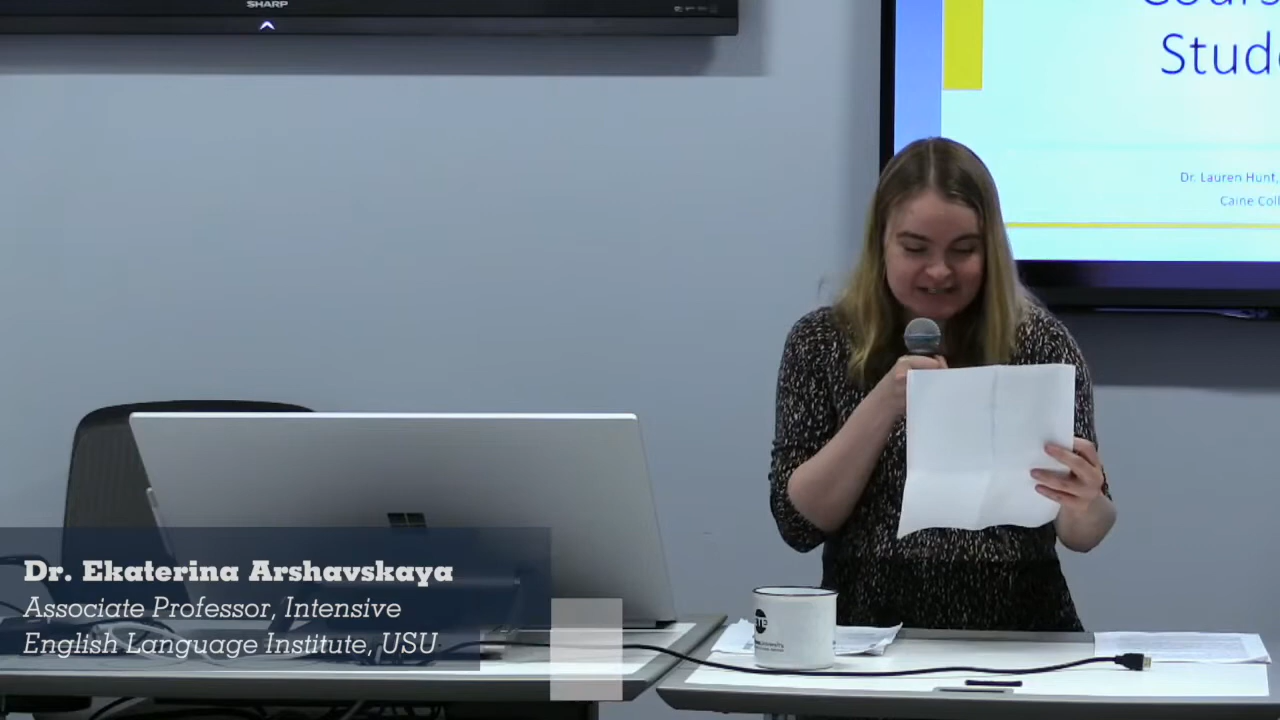 SHARP
Stud
Dr. Lauren Hunt,
Caine Coll
Dr. Ekaterina Arshavskaya
Associate Professor, Intensive
English Language Institute, USU